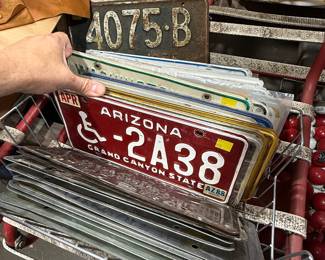 4075·B
APR
ARIZONA
-2A38
GRAND CANYON STATE